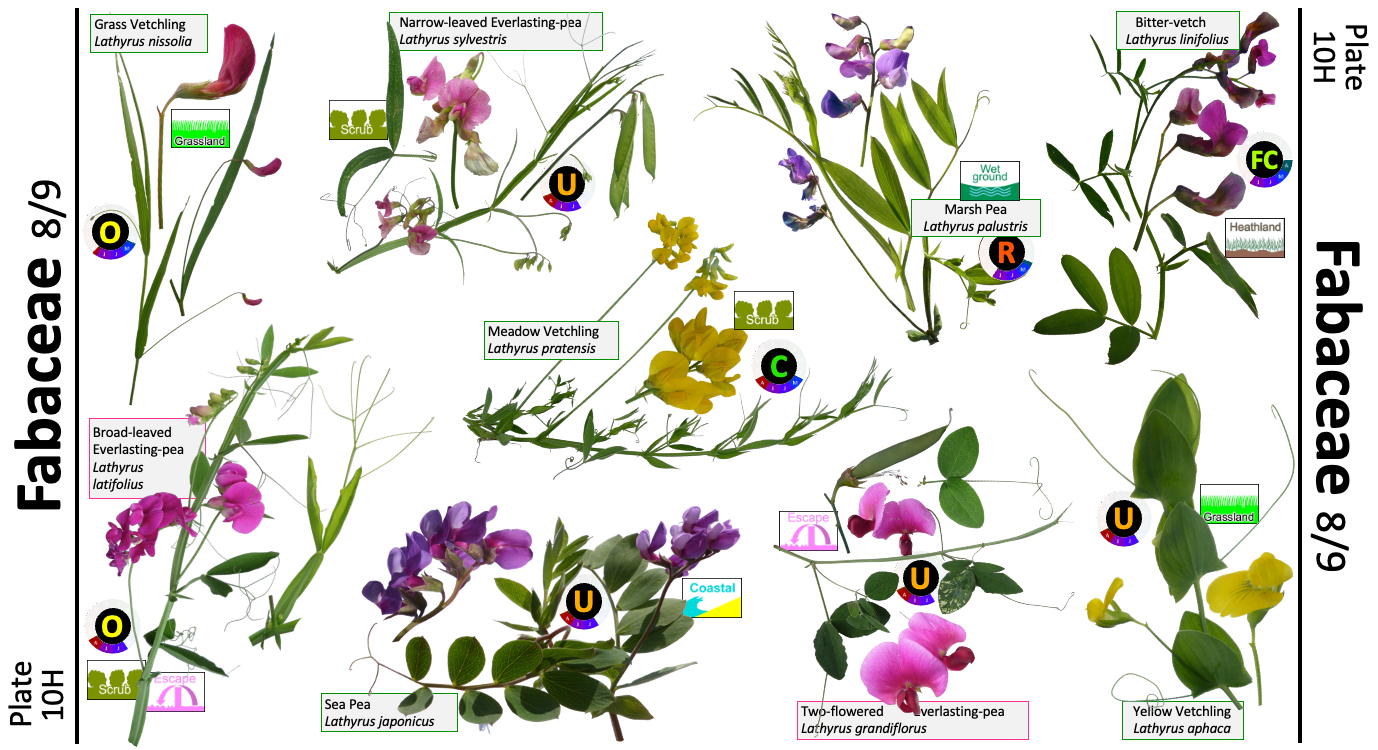 Fabaceae 8/9
Plate
10H
Grass Vetchling
Lathyrus nissolia
Grassland
O
Narrow-leaved Everlasting-pea
Lathyrus sylvestris
Scrub
U
Wet
ground
Marsh Pea
Lathyrus palustris
R
Bitter-vetch
Lathyrus linifolius
FC
Heathland
Meadow Vetchling
Lathyrus pratensis
Scrub
C
Broad-leaved
Everlasting-pea
Lathyrus
latifolius
O
Scrub
Escape
Sea Pea
Lathyrus japonicus
U
Coastal
Escape
U
Two-flowered Everlasting-pea
Lathyrus grandiflorus
U
Grassland
Yellow Vetchling
Lathyrus aphaca
Plate
10H
Fabaceae 8/9